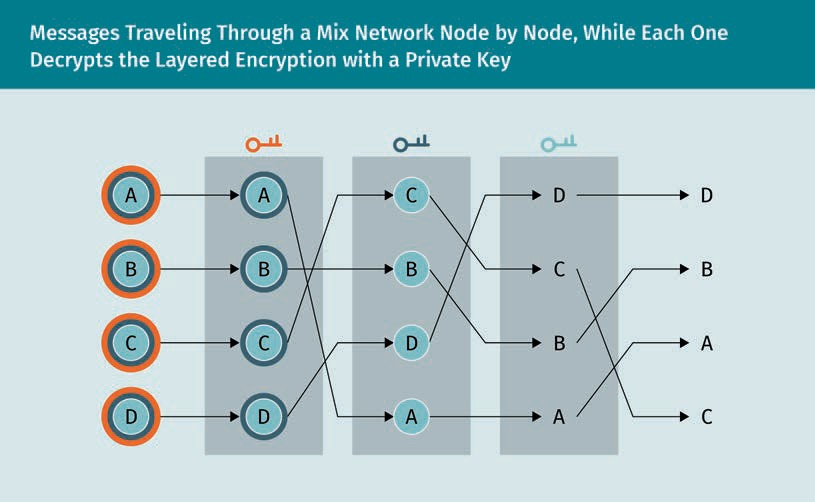 Messages Traveling Through a Mix Network Node by Node, While Each One
Decrypts the Layered Encryption with a Private Key
A A C D D
B B B C B
C C D B A
D D A A C